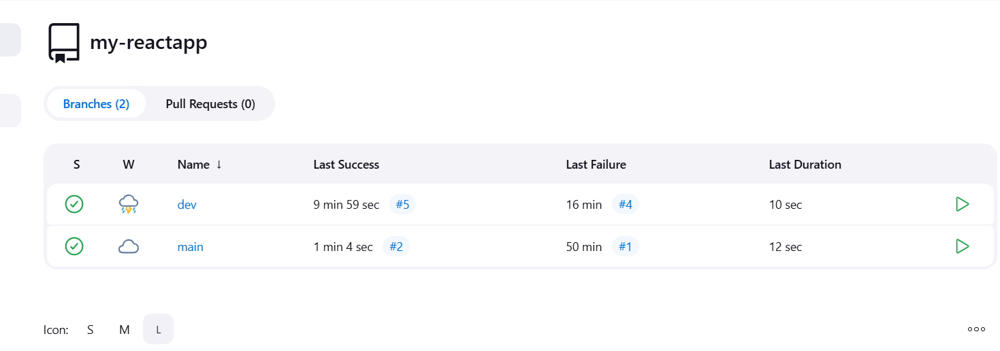 my-reactapp
Branches (2) Pull Requests (0)
S W Name ↓ Last Success Last Failure Last Duration
dev 9 min 59 sec #5 16 min #4 10 sec
main 1 min 4 sec #2 50 min #1 12 sec
Icon: S M L